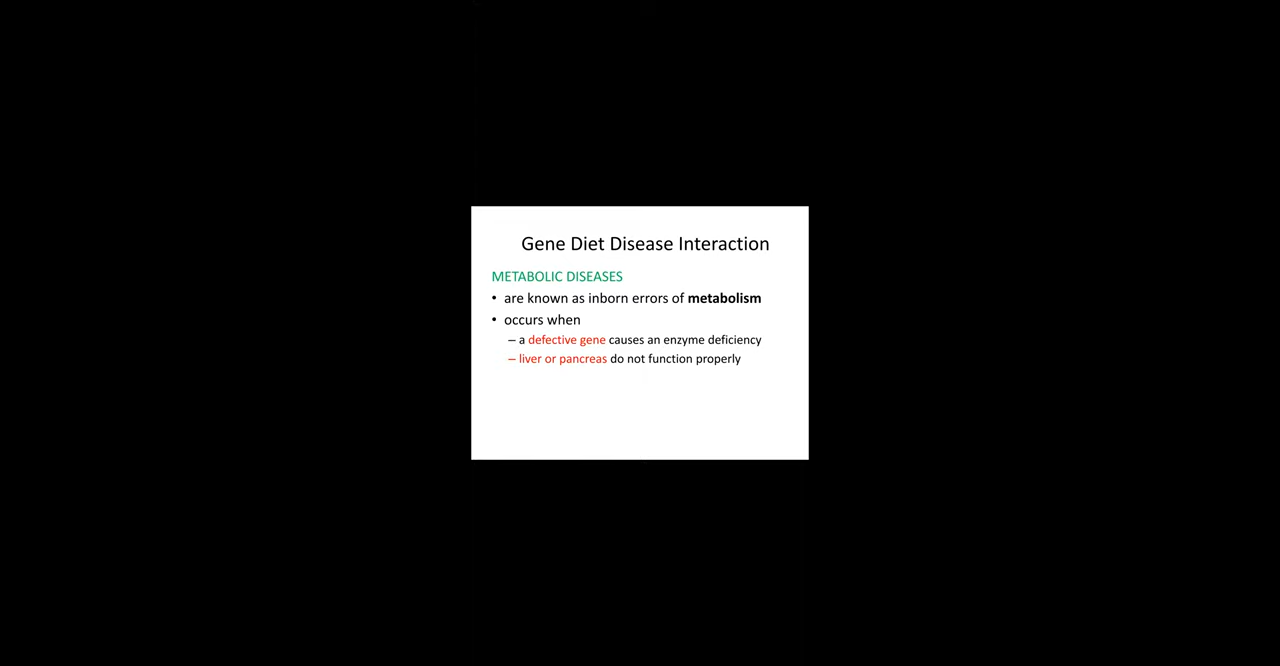 Gene Diet Disease Interaction
METABOLIC DISEASES
• are known as inborn errors of metabolism
• occurs when
– a defective gene causes an enzyme deficiency
– liver or pancreas do not function properly